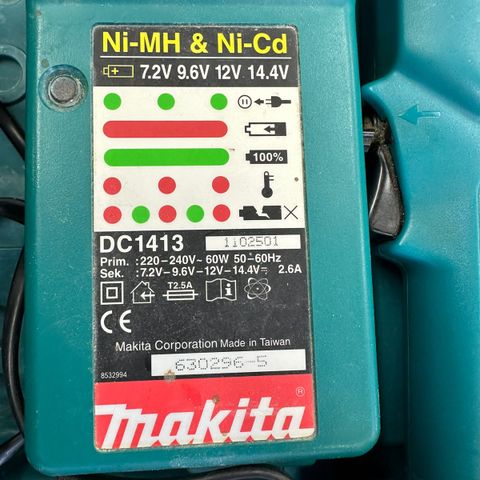 Ni-MH & Ni-Cd
7.2V 9.6V 12V 14.4V
100%
DC1413 1102501
Prim. :220-240V~ 60W 50-60Hz
Sek. :7.2V-9.6V-12V-14.4V⎓ 2.6A
T2.5A
CE
Makita Corporation Made in Taiwan
8532994 630296-5
makita®